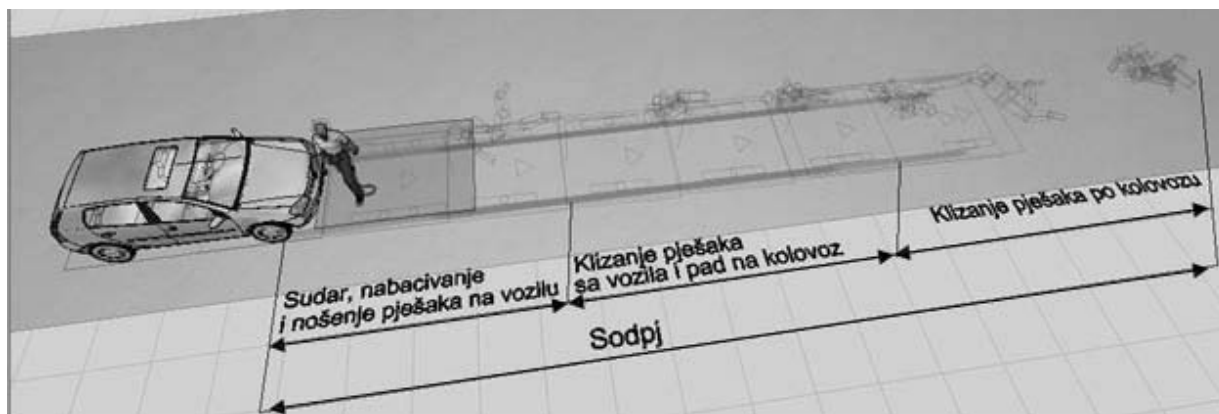 Sudar, nabacivanje
i nošenje pješaka na vozilu
Klizanje pješaka
sa vozila i pad na kolovoz
Klizanje pješaka po kolovozu
Sodpj